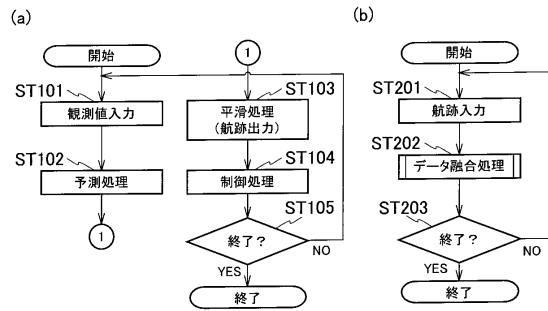 (a)
開始
ST101
観測値入力
ST102
予測処理
1
1
ST103
平滑処理
(航跡出力)
ST104
制御処理
ST105
終了?
NO
YES
終了
(b)
開始
ST201
航跡入力
ST202
データ融合処理
ST203
終了?
NO
YES
終了